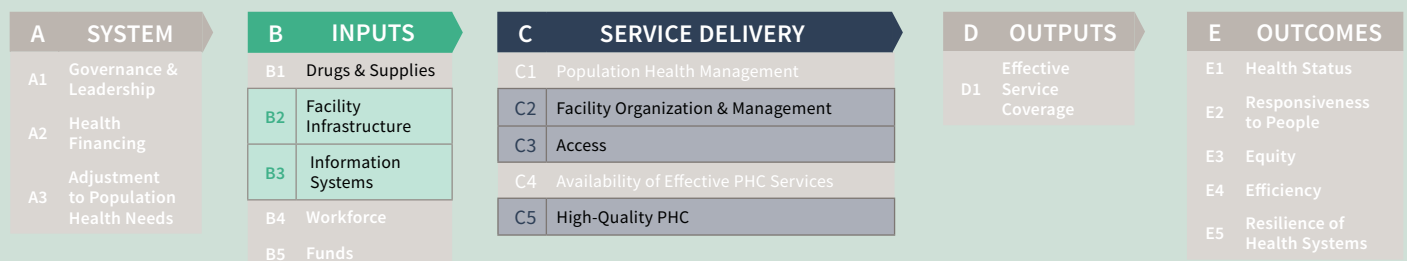 A SYSTEM
A1 Governance &
Leadership
A2 Health
Financing
A3 Adjustment
to Population
Health Needs
B INPUTS
B1 Drugs & Supplies
B2 Facility
Infrastructure
B3 Information
Systems
B4 Workforce
B5 Funds
C SERVICE DELIVERY
C1 Population Health Management
C2 Facility Organization & Management
C3 Access
C4 Availability of Effective PHC Services
C5 High-Quality PHC
D OUTPUTS
D1 Effective
Service
Coverage
E OUTCOMES
E1 Health Status
E2 Responsiveness
to People
E3 Equity
E4 Efficiency
E5 Resilience of
Health Systems